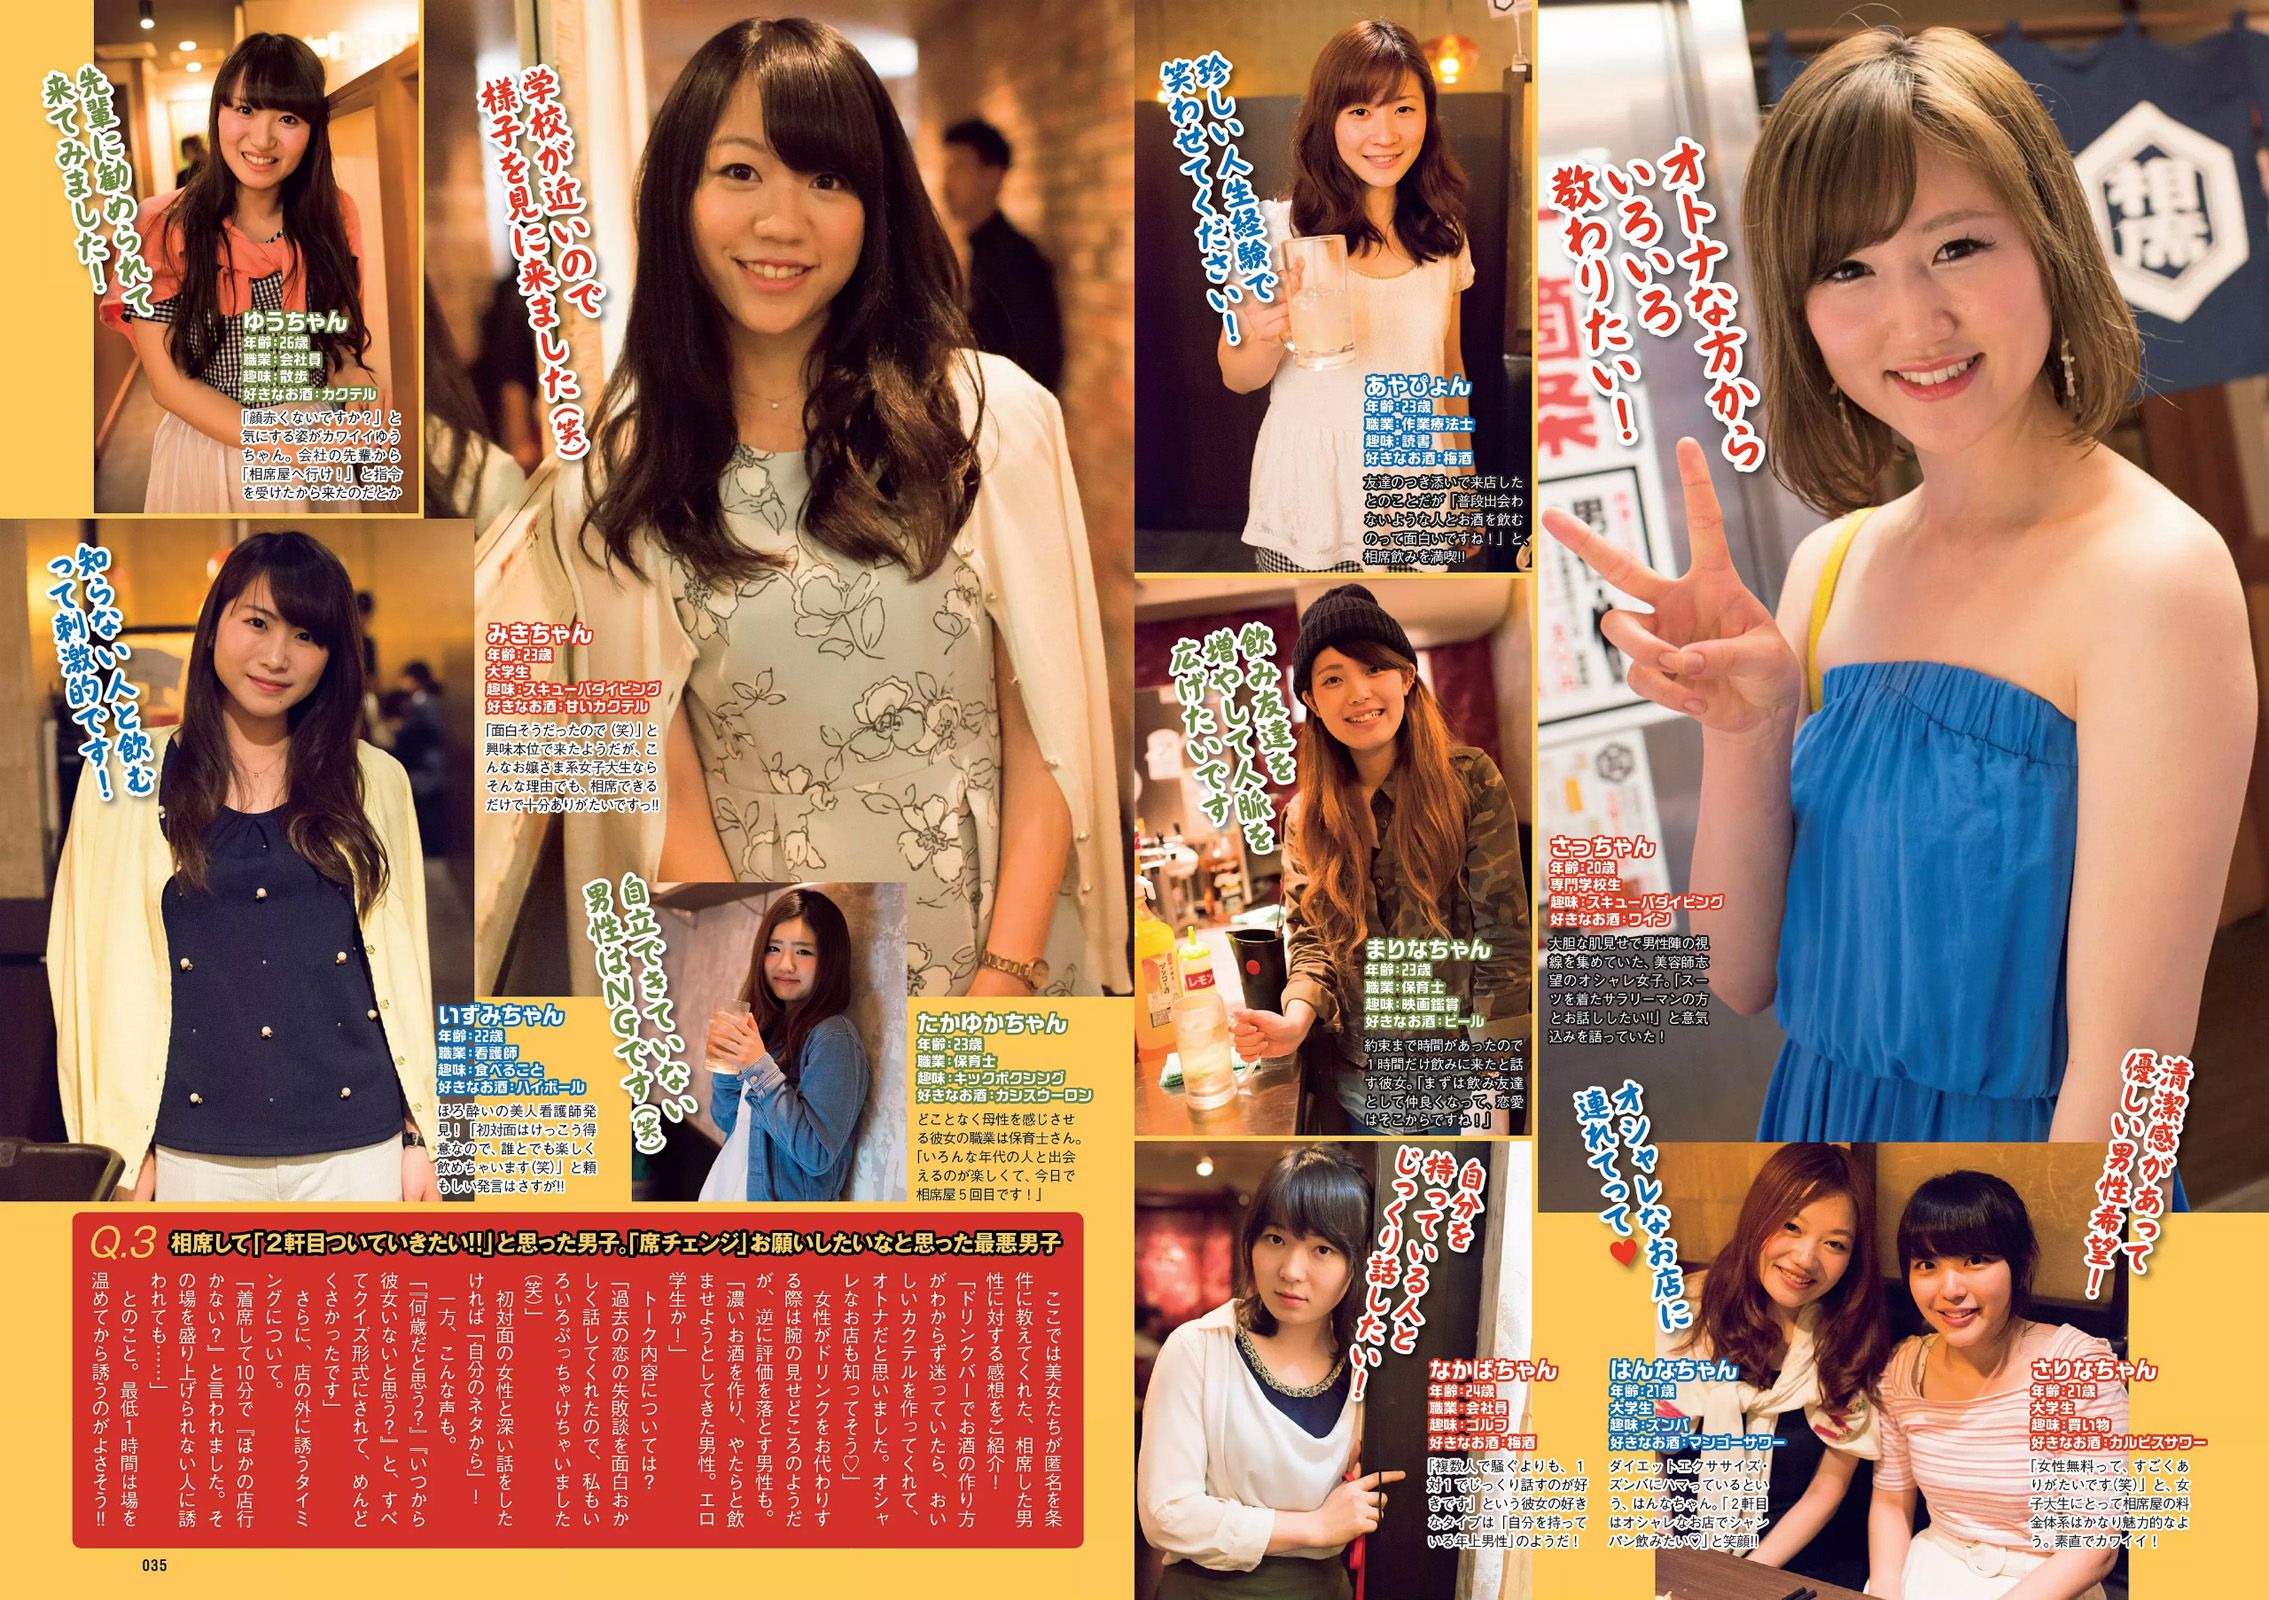 オトナな方から
いろいろ
教わりたい！
相席
さっちゃん
年齢：20歳
専門学校生
趣味：スキューバダイビング
好きなお酒：ワイン
大胆な肌見せで男性陣の視
線を集めていた、美容師志
望のオシャレ女子。「スー
ツを着たサラリーマンの方
とお話ししたい!!」と意気
込みを語っていた！
珍しい人生経験で
笑わせてください！
あやぴょん
年齢：23歳
職業：作業療法士
趣味：読書
好きなお酒：梅酒
友達のつき添いで来店した
とのことだが「普段出会わ
ないような人とお酒を飲む
のって面白いですね！」と、
相席飲みを満喫!!
飲み友達を
増やして人脈を
広げたいです
まりなちゃん
年齢：23歳
職業：保育士
趣味：映画鑑賞
好きなお酒：ビール
約束まで時間があったので
１時間だけ飲みに来たと話
す彼女。「まずは飲み友達
として仲良くなって、恋愛
はそこからですね！」
レモン
清潔感があって
優しい男性希望！
さりなちゃん
年齢：21歳
大学生
趣味：買い物
好きなお酒：カルピスサワー
「女性無料って、すごくあ
りがたいです(笑)」と、女
子大生にとって相席屋の料
金体系はかなり魅力的なよ
う。素直でカワイイ！
オシャレなお店に
連れてって♥
はんなちゃん
年齢：21歳
大学生
趣味：ズンバ
好きなお酒：マンゴーサワー
ダイエットエクササイズ・
ズンバにハマっているとい
う、はんなちゃん。「２軒目
はオシャレなお店でシャン
パン飲みたい♡」と笑顔!!
自分を
持っている人と
じっくり話したい！
なかばちゃん
年齢：24歳
職業：会社員
趣味：ゴルフ
好きなお酒：梅酒
「複数人で騒ぐよりも、１
対１でじっくり話すのが好
きです」という彼女の好き
なタイプは「自分を持って
いる年上男性」のようだ！
学校が近いので
様子を見に来ました(笑)
みきちゃん
年齢：23歳
大学生
趣味：スキューバダイビング
好きなお酒：甘いカクテル
「面白そうだったので(笑)」と
興味本位で来たようだが、こ
んなお嬢さま系女子大生なら
そんな理由でも、相席できる
だけで十分ありがたいですっ!!
先輩に勧められて
来てみました！
ゆうちゃん
年齢：26歳
職業：会社員
趣味：散歩
好きなお酒：カクテル
「顔赤くないですか？」と
気にする姿がカワイイゆう
ちゃん。会社の先輩から
「相席屋へ行け！」と指令
を受けたから来たのだとか
知らない人と飲む
って刺激的です！
いずみちゃん
年齢：22歳
職業：看護師
趣味：食べること
好きなお酒：ハイボール
ほろ酔いの美人看護師発
見！「初対面はけっこう得
意なので、誰とでも楽しく
飲めちゃいます(笑)」と頼
もしい発言はさすが!!
自立できていない
男性はNGです(笑)
たかゆかちゃん
年齢：23歳
職業：保育士
趣味：キックボクシング
好きなお酒：カシスウーロン
どことなく母性を感じさせ
る彼女の職業は保育士さん。
「いろんな年代の人と出会
えるのが楽しくて、今日で
相席屋５回目です！」
Q.3 相席して「２軒目ついていきたい!!」と思った男子。「席チェンジ」お願いしたいなと思った最悪男子
ここでは美女たちが匿名を条
件に教えてくれた、相席した男
性に対する感想をご紹介！
「ドリンクバーでお酒の作り方
がわからず迷っていたら、おい
しいカクテルを作ってくれて、
オトナだと思いました。オシャ
レなお店も知ってそう♡」
女性がドリンクをお代わりす
る際は腕の見せどころのようだ
が、逆に評価を落とす男性も。
「濃いお酒を作り、やたらと飲
ませようとしてきた男性。エロ
学生か！」
トーク内容については？
「過去の恋の失敗談を面白おか
しく話してくれたので、私もい
ろいろぶっちゃけちゃいました
(笑)」
初対面の女性と深い話をした
ければ「自分のネタから」！
一方、こんな声も。
「『何歳だと思う？』『いつから
彼女いないと思う？』と、すべ
てクイズ形式にされて、めんど
くさかったです」
さらに、店の外に誘うタイミ
ングについて。
「着席して10分で『ほかの店行
かない？』と言われました。そ
の場を盛り上げられない人に誘
われても……」
とのこと。最低１時間は場を
温めてから誘うのがよさそう!!
035